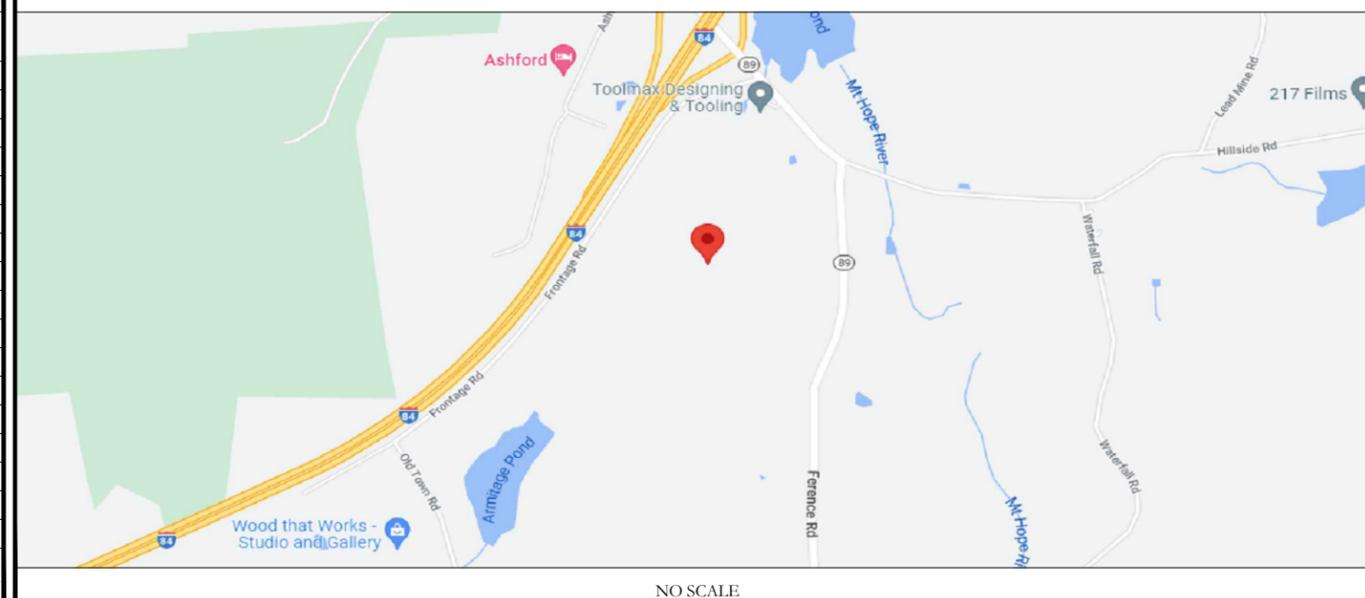 84
Ash
ond
Ashford
89
Toolmax Designing
& Tooling
Mt Hope River
Lead Mine Rd
217 Films
Hillside Rd
84
Frontage Rd
89
Waterfall Rd
Frontage Rd
84
Old Town Rd
Armitage Pond
Ference Rd
Waterfall Rd
Mt Hope Ri
Wood that Works -
Studio and Gallery
84
NO SCALE